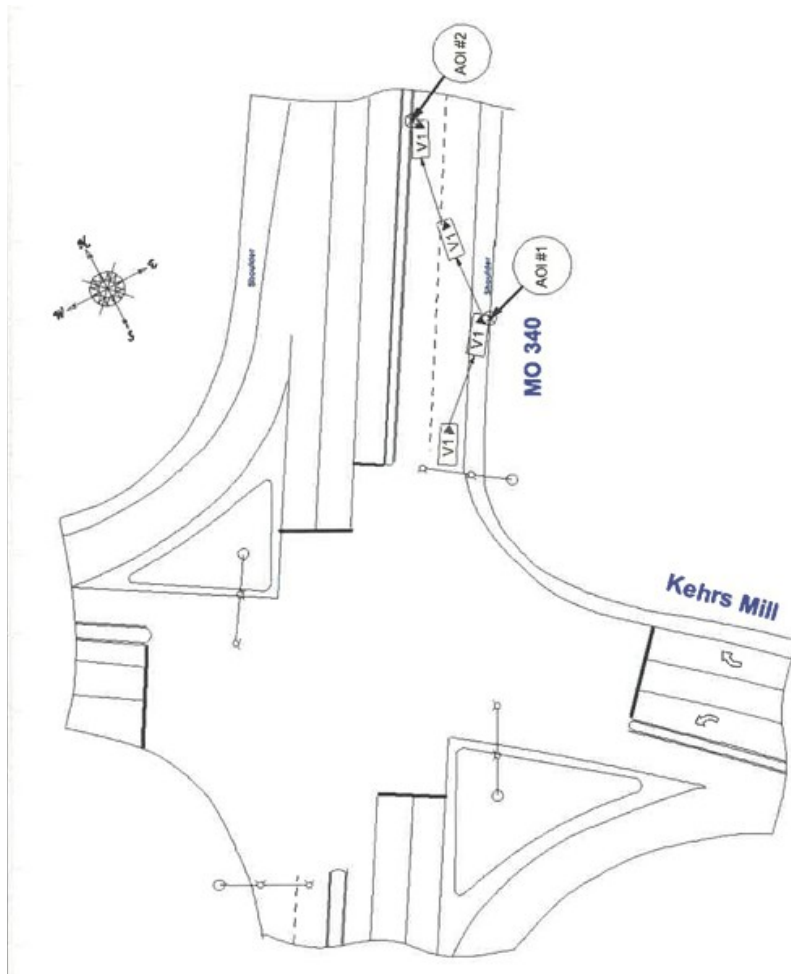 AOI #2
V1
Shoulder
V1
AOI #1
Shoulder
V1
MO 340
V1
N
E
W
S
Kehrs Mill